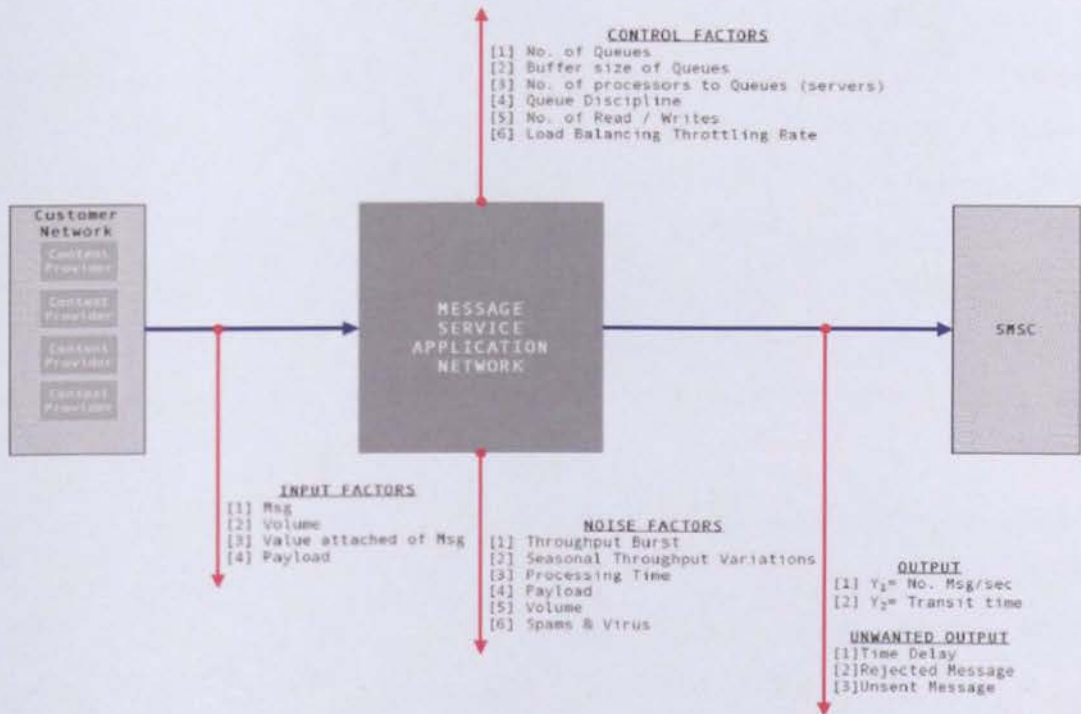 CONTROL FACTORS
[1] No. of Queues
[2] Buffer size of Queues
[3] No. of processors to Queues (servers)
[4] Queue Discipline
[5] No. of Read / Writes
[6] Load Balancing Throttling Rate
Customer
Network
Content
Provider
Content
Provider
Content
Provider
Content
Provider
MESSAGE
SERVICE
APPLICATION
NETWORK
SMSC
INPUT FACTORS
[1] Msg
[2] Volume
[3] Value attached of Msg
[4] Payload
NOISE FACTORS
[1] Throughput Burst
[2] Seasonal Throughput Variations
[3] Processing Time
[4] Payload
[5] Volume
[6] Spams & Virus
OUTPUT
[1] Y₁= No. Msg/sec
[2] Y₂= Transit time
UNWANTED OUTPUT
[1]Time Delay
[2]Rejected Message
[3]Unsent Message